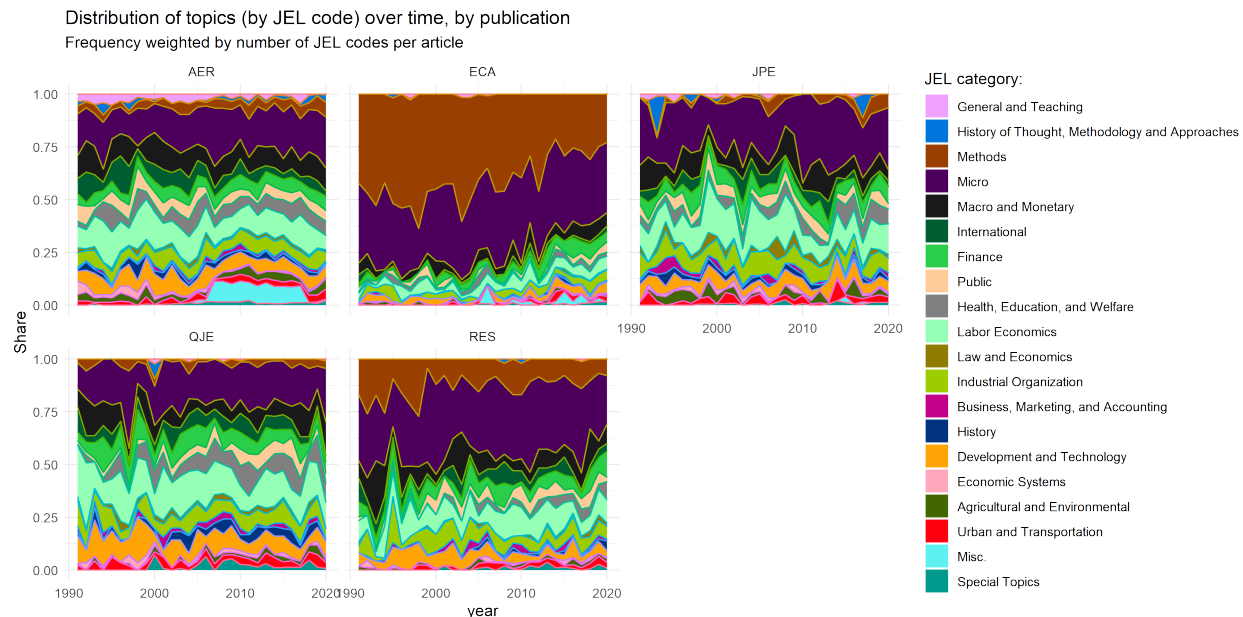 Distribution of topics (by JEL code) over time, by publication
Frequency weighted by number of JEL codes per article
AER
ECA
JPE
1.00
0.75
0.50
0.25
0.00
1990
2000
2010
2020
QJE
RES
1.00
0.75
0.50
0.25
0.00
1990
2000
2010
2020
1990
2000
2010
2020
Share
year
JEL category:
General and Teaching
History of Thought, Methodology and Approaches
Methods
Micro
Macro and Monetary
International
Finance
Public
Health, Education, and Welfare
Labor Economics
Law and Economics
Industrial Organization
Business, Marketing, and Accounting
History
Development and Technology
Economic Systems
Agricultural and Environmental
Urban and Transportation
Misc.
Special Topics